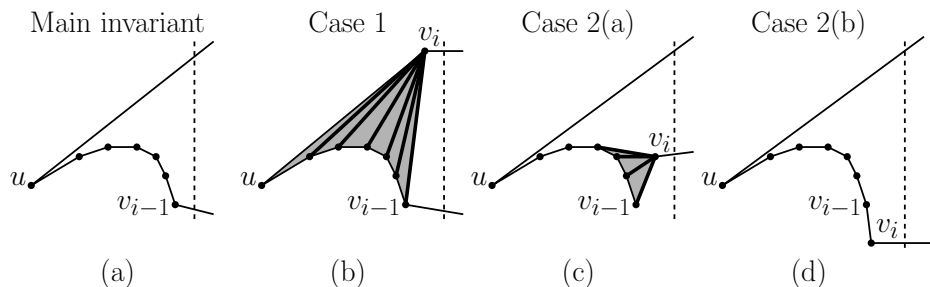 Main invariant Case 1 Case 2(a) Case 2(b)
v_i
u v_{i-1} u v_{i-1} u v_{i-1} v_i u v_{i-1} v_i
(a) (b) (c) (d)